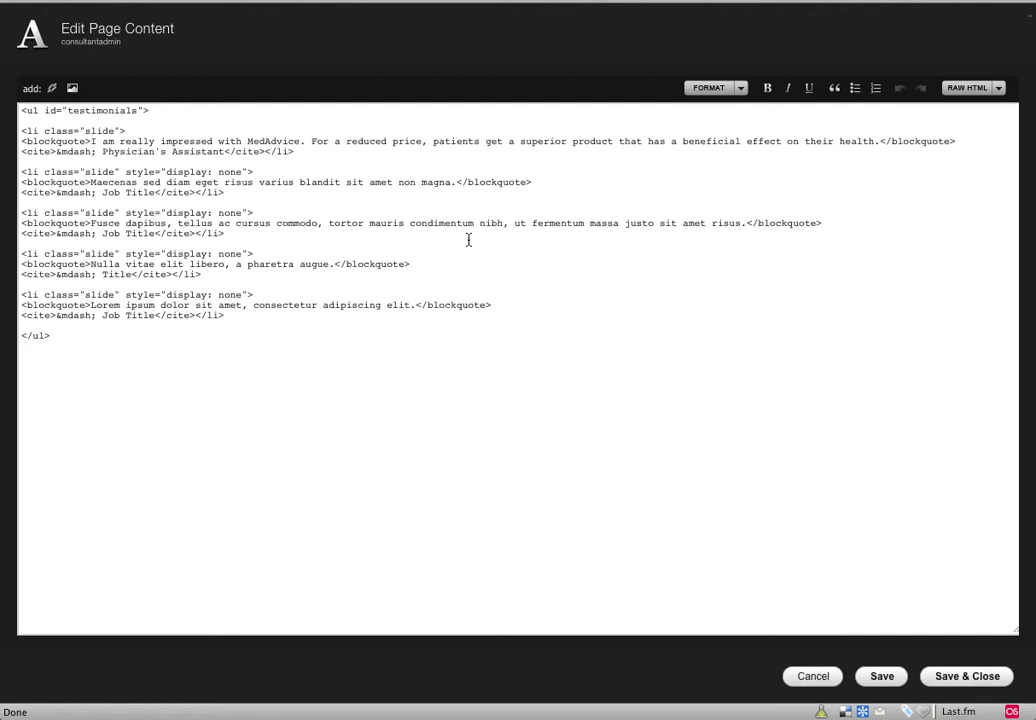 A Edit Page Content
consultantadmin
add:
FORMAT B I U RAW HTML
<ul id="testimonials">
<li class="slide">
<blockquote>I am really impressed with MedAdvice. For a reduced price, patients get a superior product that has a beneficial effect on their health.</blockquote>
<cite>&mdash; Physician's Assistant</cite></li>
<li class="slide" style="display: none">
<blockquote>Maecenas sed diam eget risus varius blandit sit amet non magna.</blockquote>
<cite>&mdash; Job Title</cite></li>
<li class="slide" style="display: none">
<blockquote>Fusce dapibus, tellus ac cursus commodo, tortor mauris condimentum nibh, ut fermentum massa justo sit amet risus.</blockquote>
<cite>&mdash; Job Title</cite></li>
<li class="slide" style="display: none">
<blockquote>Nulla vitae elit libero, a pharetra augue.</blockquote>
<cite>&mdash; Title</cite></li>
<li class="slide" style="display: none">
<blockquote>Lorem ipsum dolor sit amet, consectetur adipiscing elit.</blockquote>
<cite>&mdash; Job Title</cite></li>
</ul>
Cancel Save Save & Close
Done Last.fm